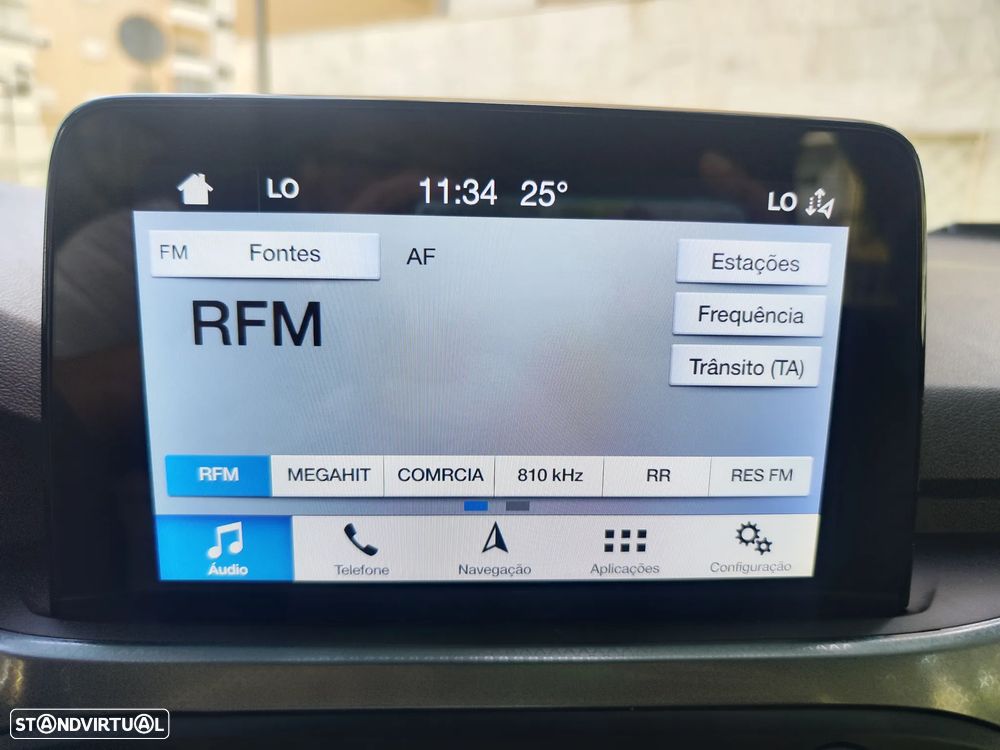 LO 11:34 25° LO
FM Fontes AF Estações
RFM
Frequência
Trânsito (TA)
RFM MEGAHIT COMRCIA 810 kHz RR RES FM
Áudio Telefone Navegação Aplicações Configuração
STANDVIRTUAL